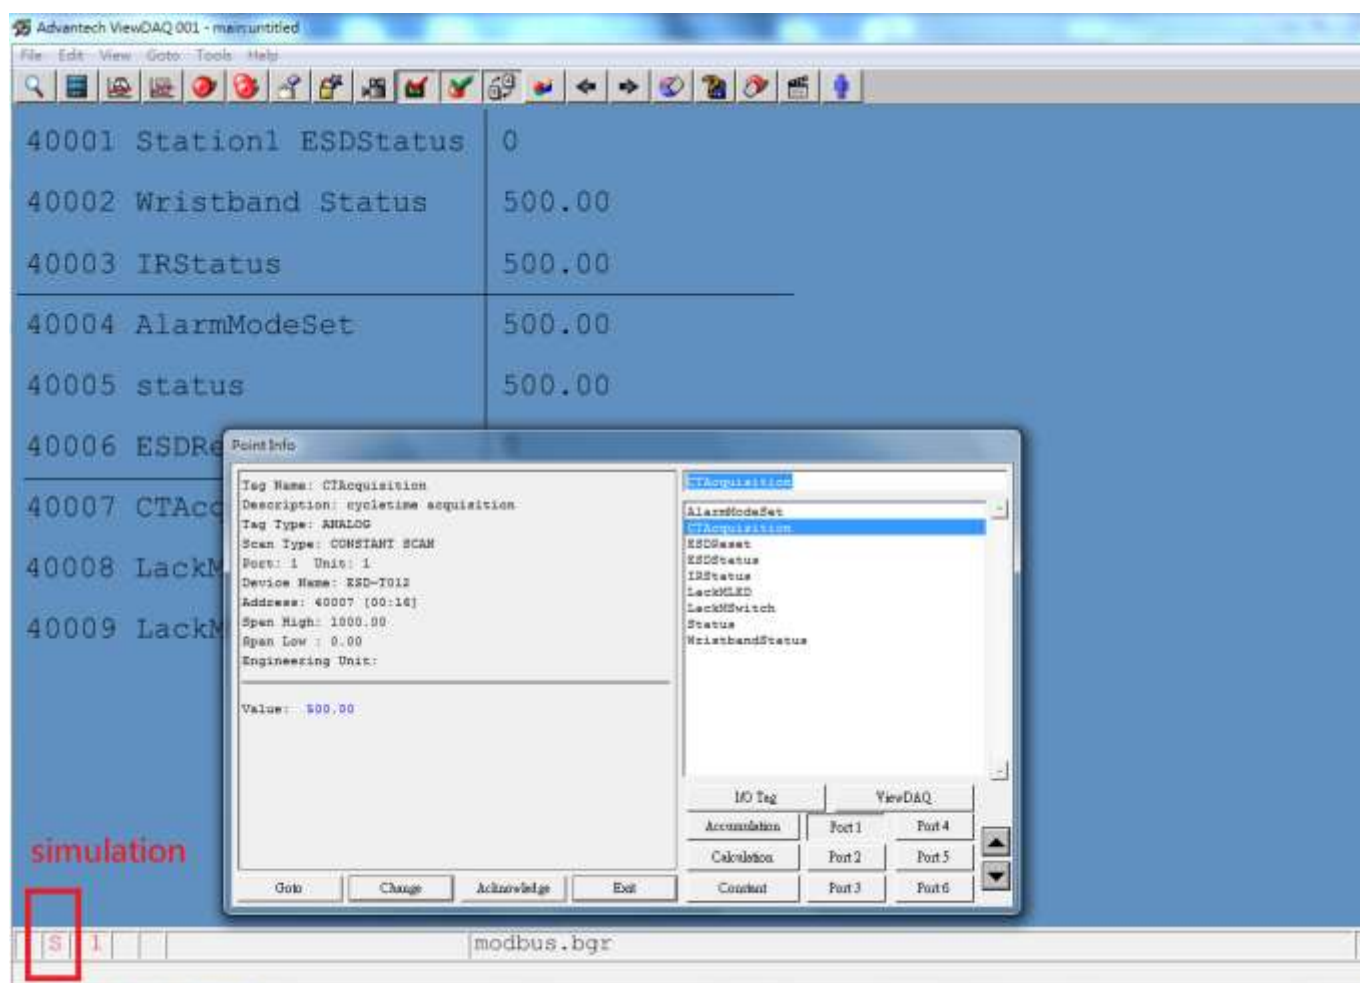 Advantech ViewDAQ 001 - main:untitled
File Edit View Goto Tools Help
40001 Station1 ESDStatus 0
40002 Wristband Status 500.00
40003 IRStatus 500.00
40004 AlarmModeSet 500.00
40005 status 500.00
40006 ESDRe
40007 CTAcq
40008 LackM
40009 LackM
Point Info
Tag Name: CTAcquisition
Description: cycletime acquisition
Tag Type: ANALOG
Scan Type: CONSTANT SCAN
Port: 1 Unit: 1
Device Name: ESD-T012
Address: 40007 [00:16]
Span High: 1000.00
Span Low : 0.00
Engineering Unit:
Value: 500.00
CTAcquisition
AlarmModeSet
CTAcquisition
ESDReset
ESDStatus
IRStatus
LackMLED
LackMSwitch
Status
WristbandStatus
I/O Tag ViewDAQ
Accumulation Port 1 Port 4
Calculation Port 2 Port 5
Constant Port 3 Port 6
Goto Change Acknowledge Exit
simulation
S 1 modbus.bgr